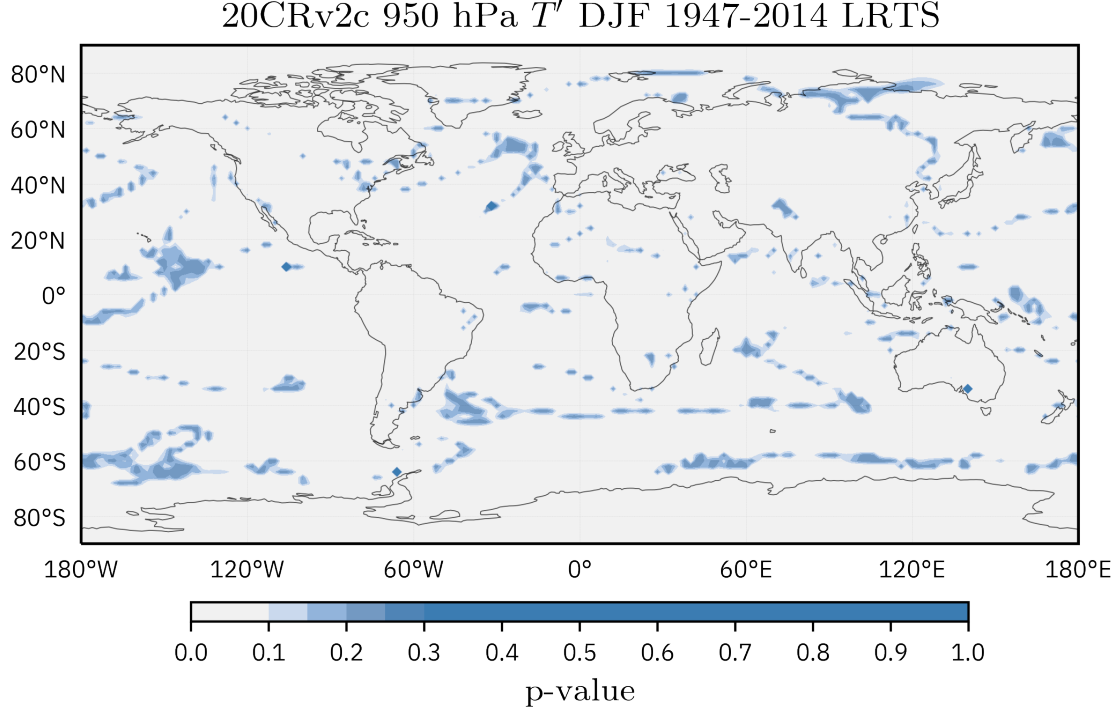 20CRv2c 950 hPa T′ DJF 1947-2014 LRTS
80°N
60°N
40°N
20°N
0°
20°S
40°S
60°S
80°S
180°W 120°W 60°W 0° 60°E 120°E 180°E
0.0 0.1 0.2 0.3 0.4 0.5 0.6 0.7 0.8 0.9 1.0
p-value